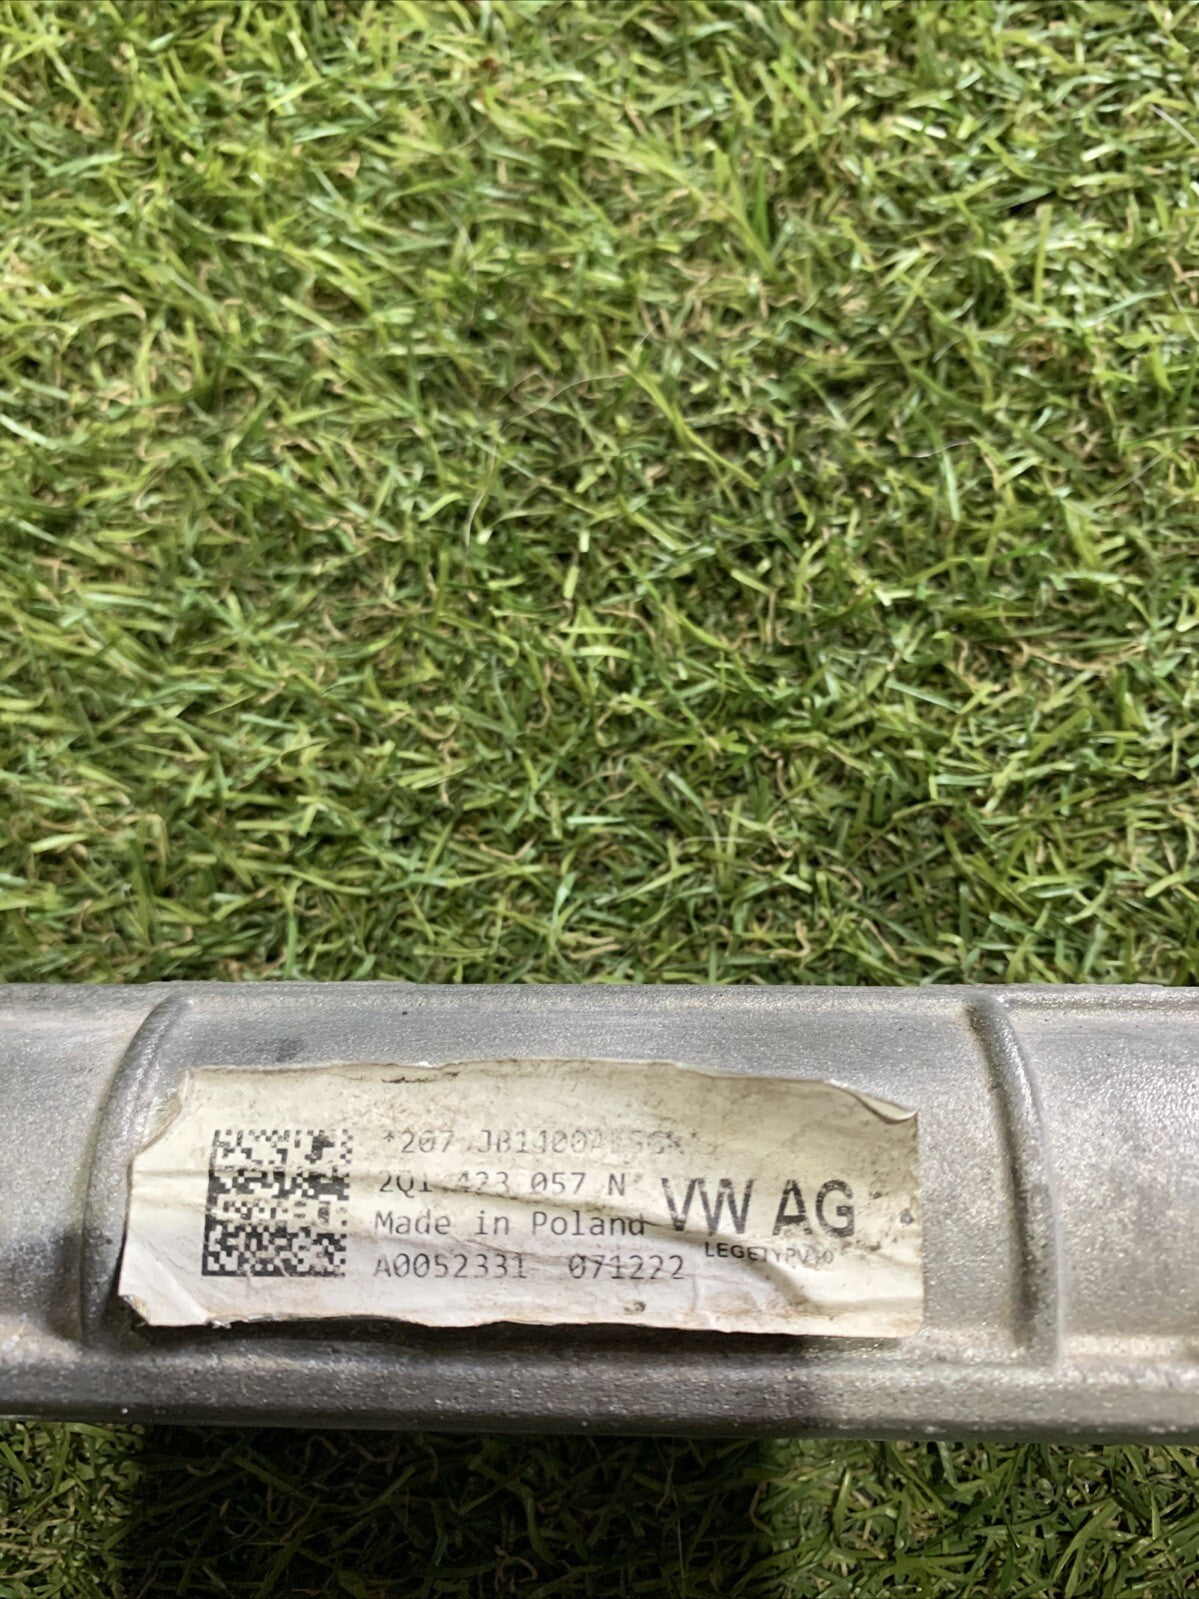 2Q1 423 057 N
Made in Poland
A0052331 071222
VW AG